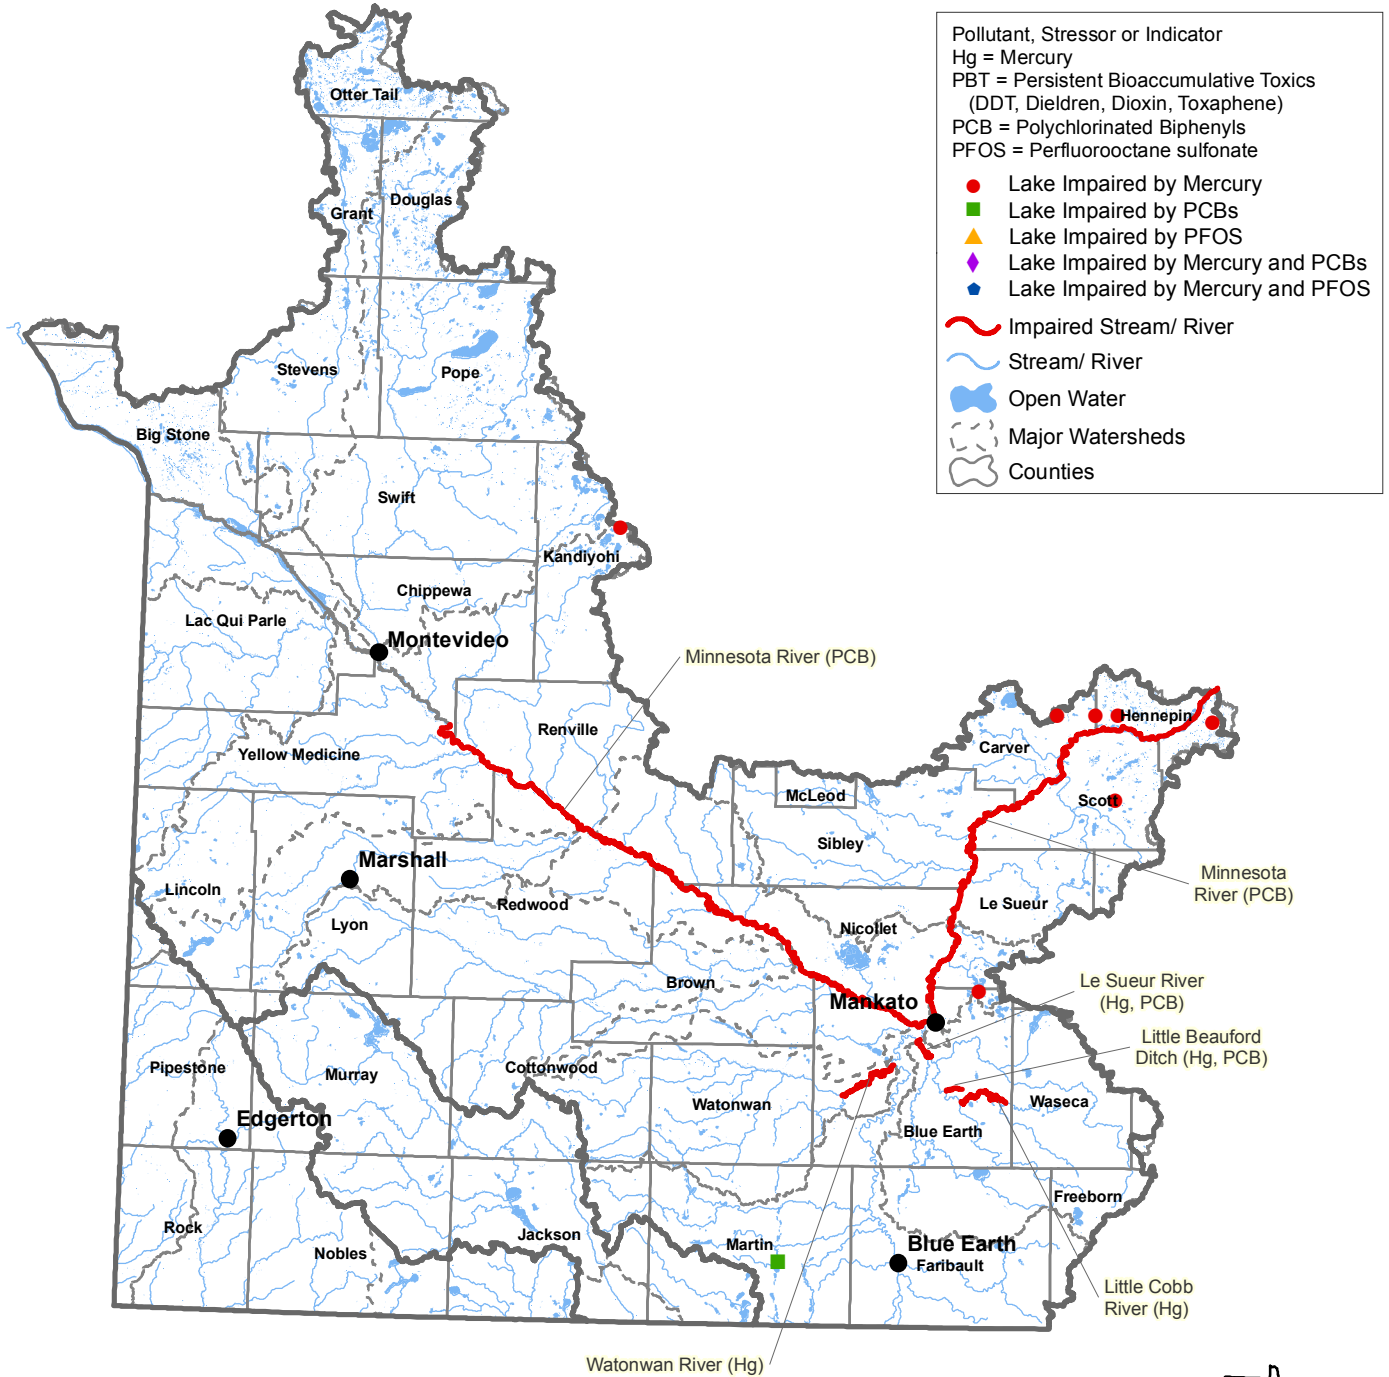 Pollutant, Stressor or Indicator
Hg = Mercury
PBT = Persistent Bioaccumulative Toxics
(DDT, Dieldren, Dioxin, Toxaphene)
PCB = Polychlorinated Biphenyls
PFOS = Perfluorooctane sulfonate
Lake Impaired by Mercury
Lake Impaired by PCBs
Lake Impaired by PFOS
Lake Impaired by Mercury and PCBs
Lake Impaired by Mercury and PFOS
Impaired Stream/ River
Stream/ River
Open Water
Major Watersheds
Counties
Otter Tail
Grant
Douglas
Stevens
Pope
Big Stone
Swift
Kandiyohi
Chippewa
Lac Qui Parle
Montevideo
Minnesota River (PCB)
Renville
Yellow Medicine
Hennepin
Carver
Scott
McLeod
Sibley
Marshall
Lincoln
Lyon
Redwood
Minnesota
River (PCB)
Le Sueur
Nicollet
Brown
Mankato
Le Sueur River
(Hg, PCB)
Little Beauford
Ditch (Hg, PCB)
Pipestone
Murray
Cottonwood
Watonwan
Waseca
Edgerton
Blue Earth
Freeborn
Rock
Nobles
Jackson
Martin
Blue Earth
Faribault
Little Cobb
River (Hg)
Watonwan River (Hg)